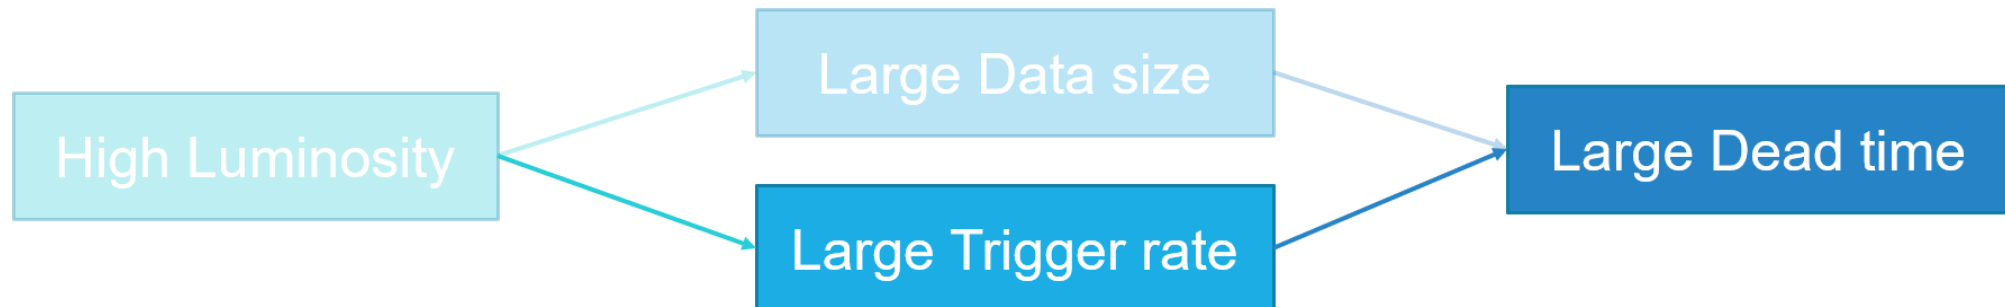 High Luminosity
Large Data size
Large Trigger rate
Large Dead time